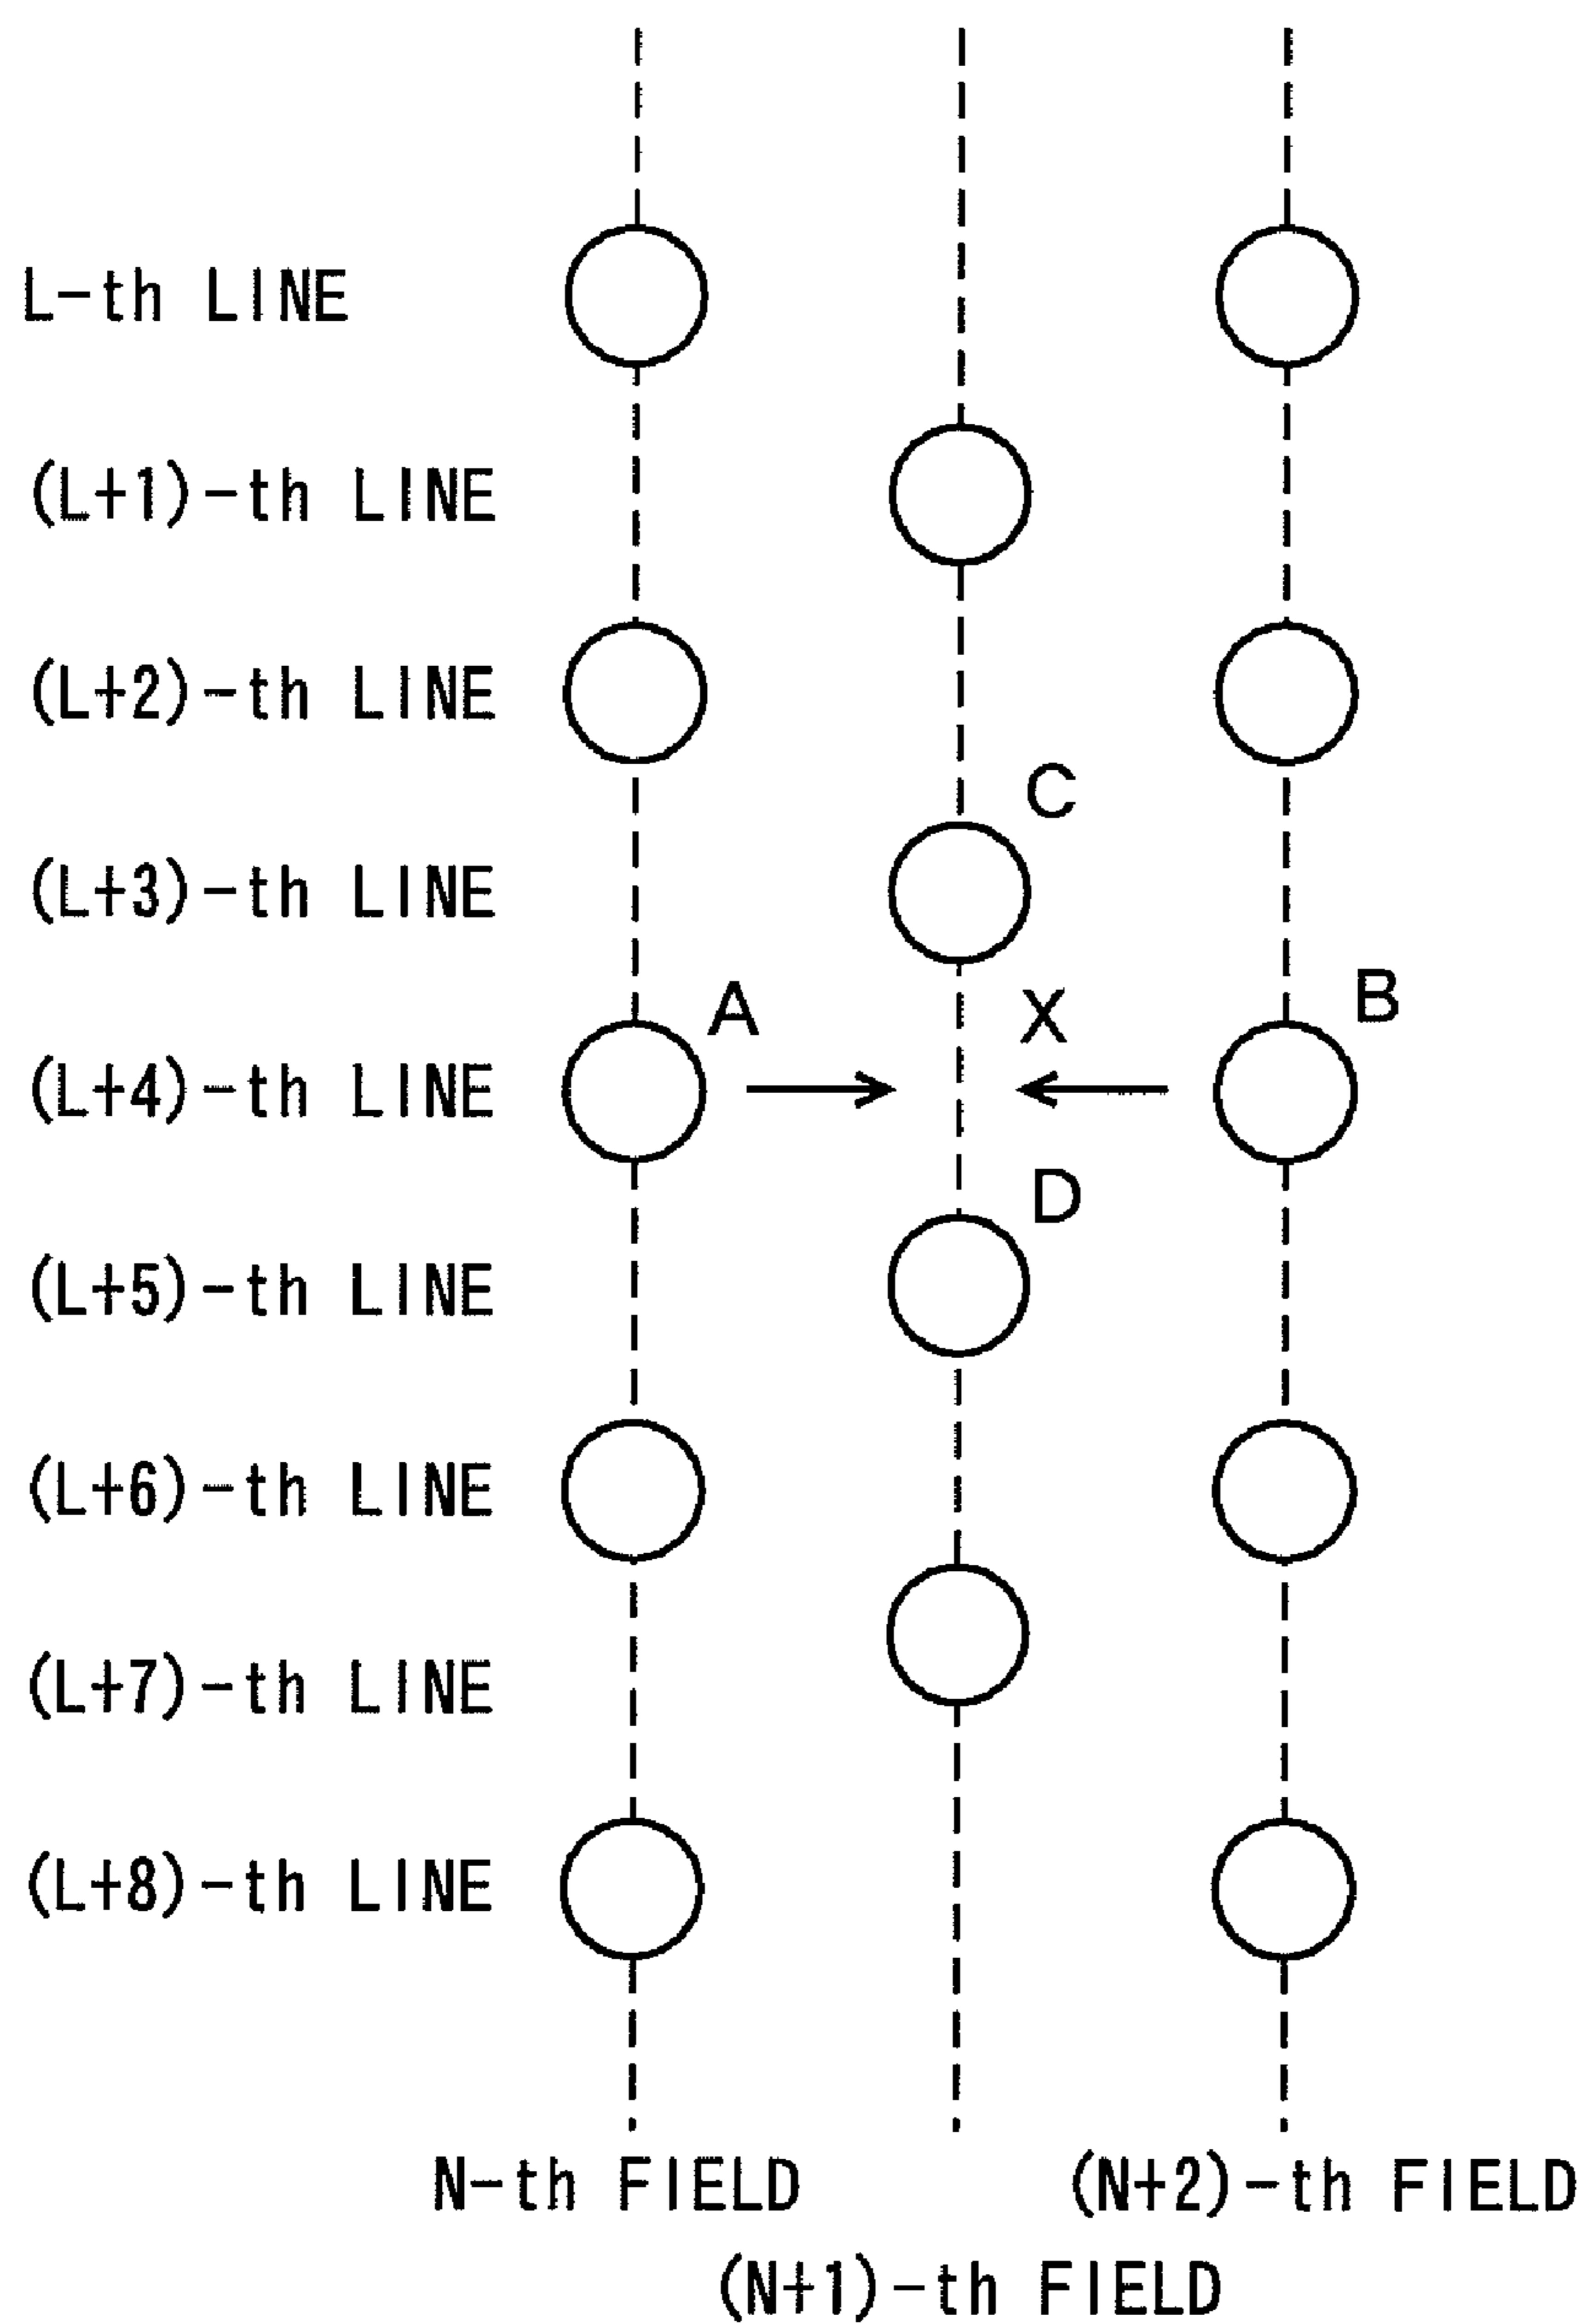 L-th LINE
(L+1)-th LINE
(L+2)-th LINE
C
(L+3)-th LINE
A
X
B
(L+4)-th LINE
D
(L+5)-th LINE
(L+6)-th LINE
(L+7)-th LINE
(L+8)-th LINE
N-th FIELD
(N+2)-th FIELD
(N+1)-th FIELD